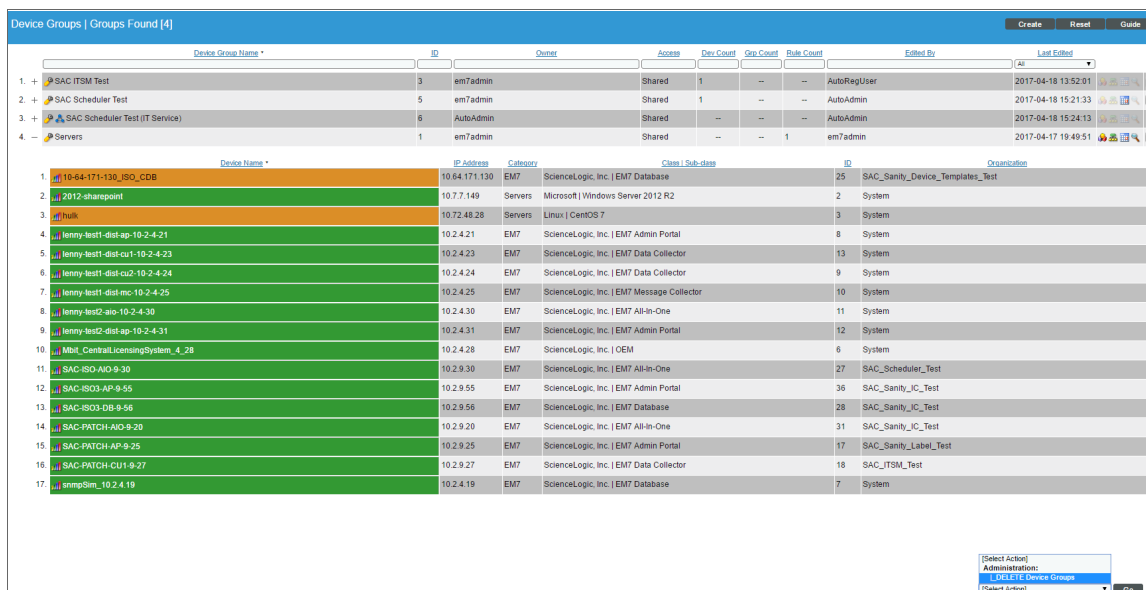 Device Groups | Groups Found [4] Create Reset Guide
Device Group Name • ID Owner Access Dev Count Grp Count Rule Count Edited By Last Edited
All
1. + SAC ITSM Test 3 em7admin Shared 1 -- -- AutoRegUser 2017-04-18 13:52:01
2. + SAC Scheduler Test 5 em7admin Shared 1 -- -- AutoAdmin 2017-04-18 15:21:33
3. + SAC Scheduler Test (IT Service) 6 AutoAdmin Shared -- -- -- AutoAdmin 2017-04-18 15:24:13
4. – Servers 1 em7admin Shared -- -- 1 em7admin 2017-04-17 19:49:51
Device Name • IP Address Category Class | Sub-class ID Organization
1. 10-64-171-130_ISO_CDB 10.64.171.130 EM7 ScienceLogic, Inc. | EM7 Database 25 SAC_Sanity_Device_Templates_Test
2. 2012-sharepoint 10.7.7.149 Servers Microsoft | Windows Server 2012 R2 2 System
3. hulk 10.72.48.28 Servers Linux | CentOS 7 3 System
4. lenny-test1-dist-ap-10-2-4-21 10.2.4.21 EM7 ScienceLogic, Inc. | EM7 Admin Portal 8 System
5. lenny-test1-dist-cu1-10-2-4-23 10.2.4.23 EM7 ScienceLogic, Inc. | EM7 Data Collector 13 System
6. lenny-test1-dist-cu2-10-2-4-24 10.2.4.24 EM7 ScienceLogic, Inc. | EM7 Data Collector 9 System
7. lenny-test1-dist-mc-10-2-4-25 10.2.4.25 EM7 ScienceLogic, Inc. | EM7 Message Collector 10 System
8. lenny-test2-aio-10-2-4-30 10.2.4.30 EM7 ScienceLogic, Inc. | EM7 All-In-One 11 System
9. lenny-test2-dist-ap-10-2-4-31 10.2.4.31 EM7 ScienceLogic, Inc. | EM7 Admin Portal 12 System
10. Mbit_CentralLicensingSystem_4_28 10.2.4.28 EM7 ScienceLogic, Inc. | OEM 6 System
11. SAC-ISO-AIO-9-30 10.2.9.30 EM7 ScienceLogic, Inc. | EM7 All-In-One 27 SAC_Scheduler_Test
12. SAC-ISO3-AP-9-55 10.2.9.55 EM7 ScienceLogic, Inc. | EM7 Admin Portal 36 SAC_Sanity_IC_Test
13. SAC-ISO3-DB-9-56 10.2.9.56 EM7 ScienceLogic, Inc. | EM7 Database 28 SAC_Sanity_IC_Test
14. SAC-PATCH-AIO-9-20 10.2.9.20 EM7 ScienceLogic, Inc. | EM7 All-In-One 31 SAC_Sanity_IC_Test
15. SAC-PATCH-AP-9-25 10.2.9.25 EM7 ScienceLogic, Inc. | EM7 Admin Portal 17 SAC_Sanity_Label_Test
16. SAC-PATCH-CU1-9-27 10.2.9.27 EM7 ScienceLogic, Inc. | EM7 Data Collector 18 SAC_ITSM_Test
17. snmpSim_10.2.4.19 10.2.4.19 EM7 ScienceLogic, Inc. | EM7 Database 7 System
[Select Action]
Administration:
|_DELETE Device Groups
[Select Action] Go